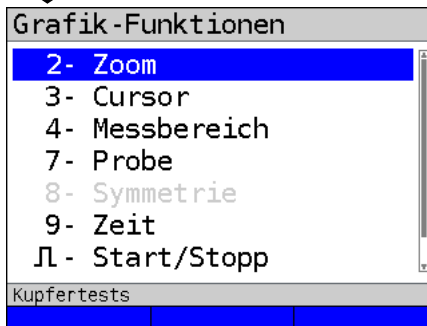 Grafik-Funktionen
2- Zoom
3- Cursor
4- Messbereich
7- Probe
8- Symmetrie
9- Zeit
⎍- Start/Stopp
Kupfertests